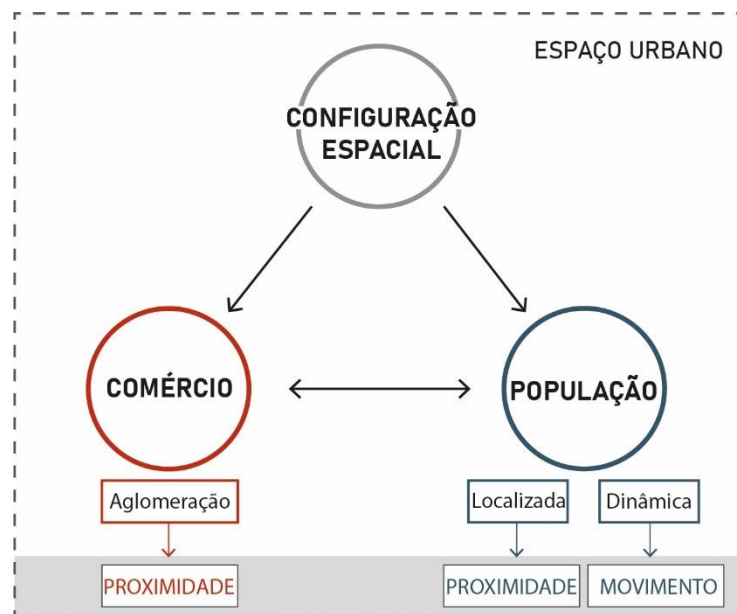 ESPAÇO URBANO
CONFIGURAÇÃO
ESPACIAL
COMÉRCIO
POPULAÇÃO
Aglomeração
Localizada
Dinâmica
PROXIMIDADE
PROXIMIDADE
MOVIMENTO